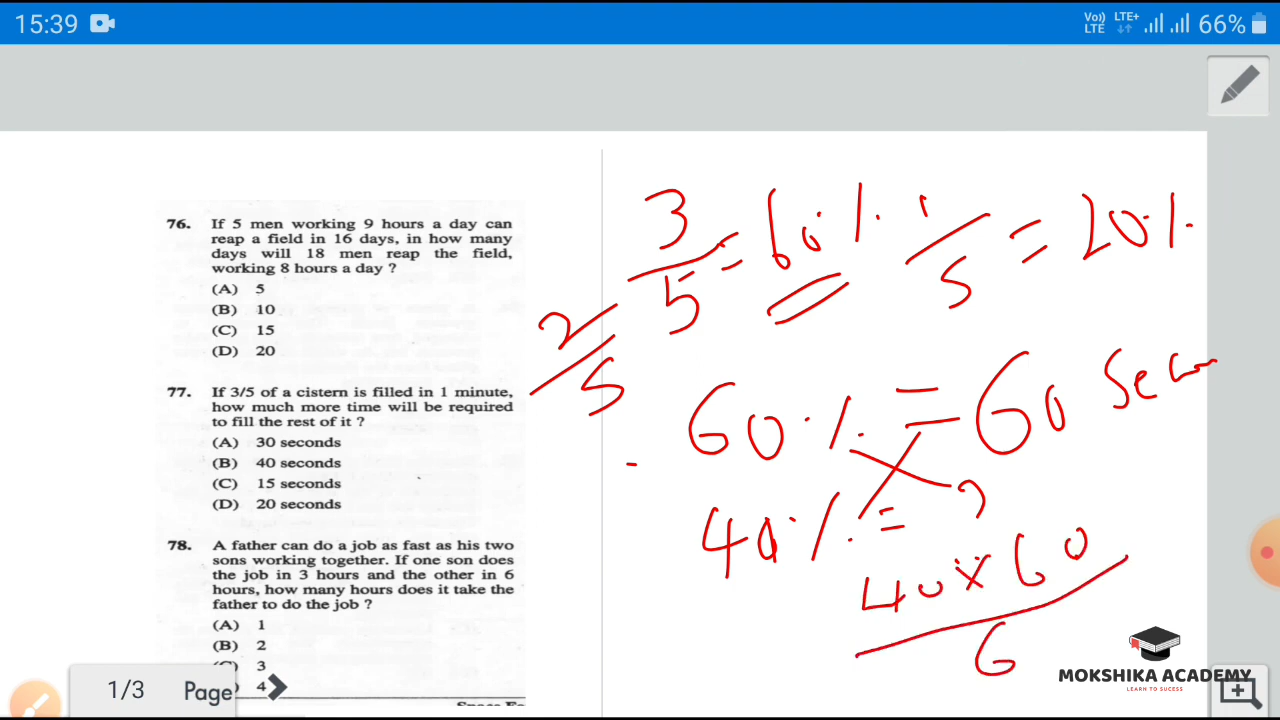 15:39
Vo)) LTE LTE+ 66%
76. If 5 men working 9 hours a day can
reap a field in 16 days, in how many
days will 18 men reap the field,
working 8 hours a day ?
(A) 5
(B) 10
(C) 15
(D) 20
77. If 3/5 of a cistern is filled in 1 minute,
how much more time will be required
to fill the rest of it ?
(A) 30 seconds
(B) 40 seconds
(C) 15 seconds
(D) 20 seconds
78. A father can do a job as fast as his two
sons working together. If one son does
the job in 3 hours and the other in 6
hours, how many hours does it take the
father to do the job ?
(A) 1
(B) 2
3
4
1/3 Page
3/5 = 60% 1/5 = 20%
2/5
60% = 60 Secon
40% = ?
40 × 60
6
MOKSHIKA ACADEMY
LEARN TO SUCESS